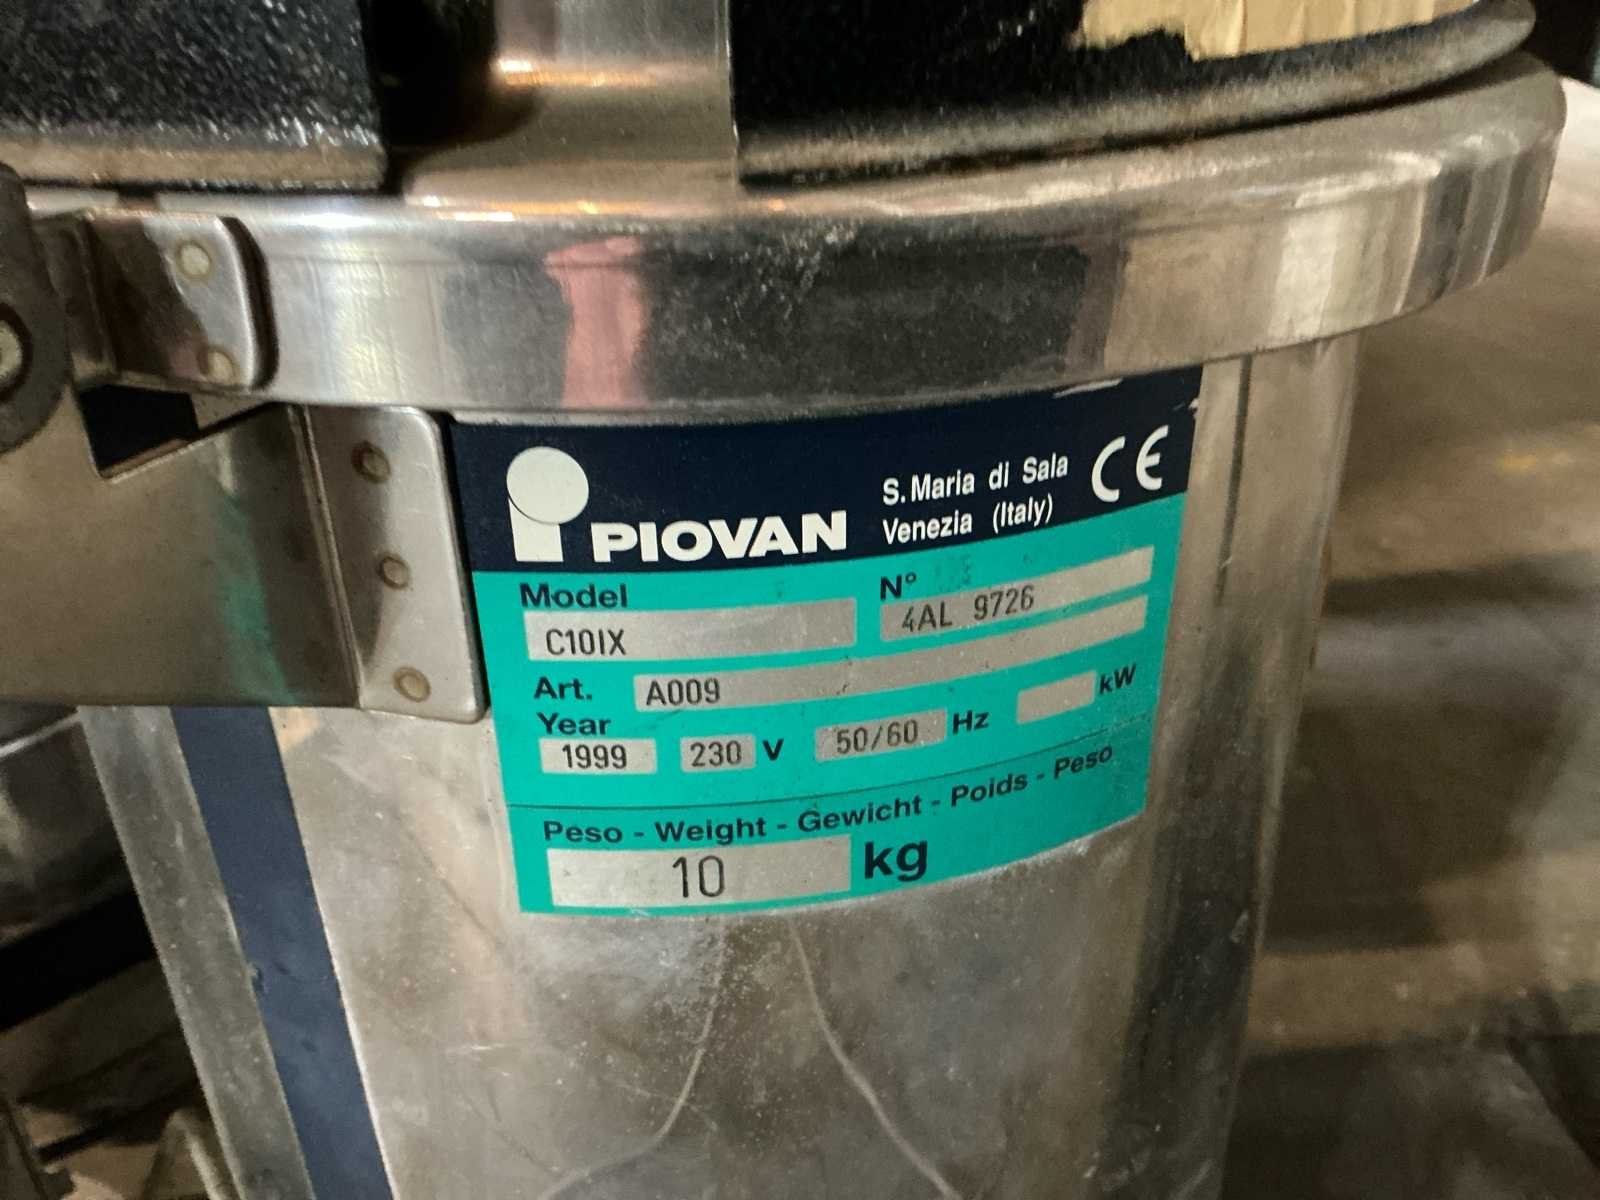 PIOVAN
S. Maria di Sala
Venezia (Italy)
CE
Model
C10IX
N°
4AL 9726
Art. A009
Year
1999 230 V 50/60 Hz kW
Peso - Weight - Gewicht - Poids - Peso
10 kg